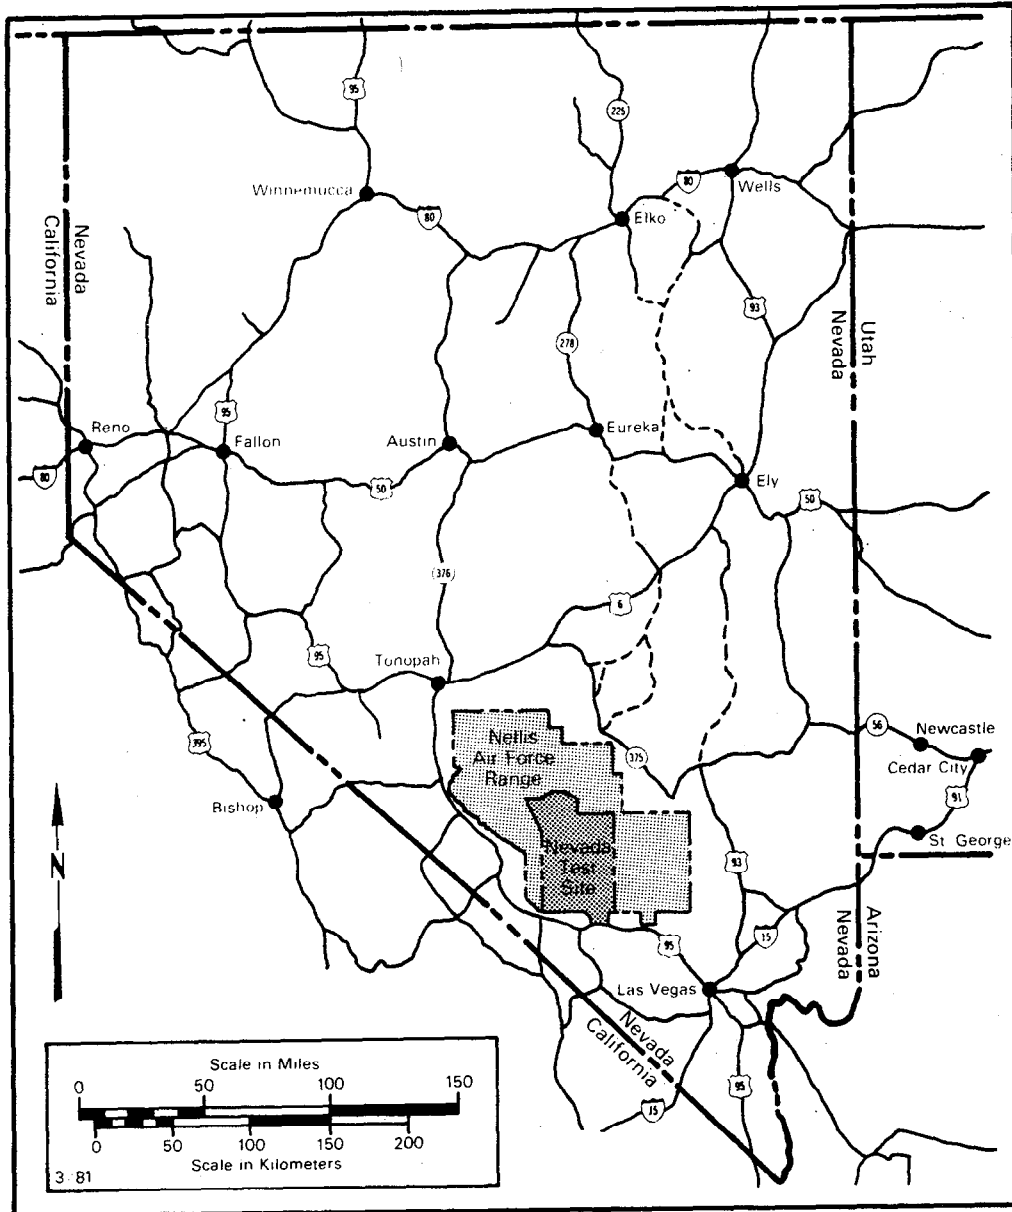 95
225
Winnemucca
80
Wells
80
Elko
Nevada
California
93
Utah
Nevada
278
95
Reno
Fallon
Austin
Eureka
80
50
Ely
50
376
6
95
Tonopah
56
Newcastle
Cedar City
395
Nellis
Air Force
Range
375
Bishop
91
St George
N
Nevada
Test
Site
93
Arizona
Nevada
15
95
Las Vegas
Nevada
California
95
15
Scale in Miles
0 50 100 150
0 50 100 150 200
Scale in Kilometers
3/81